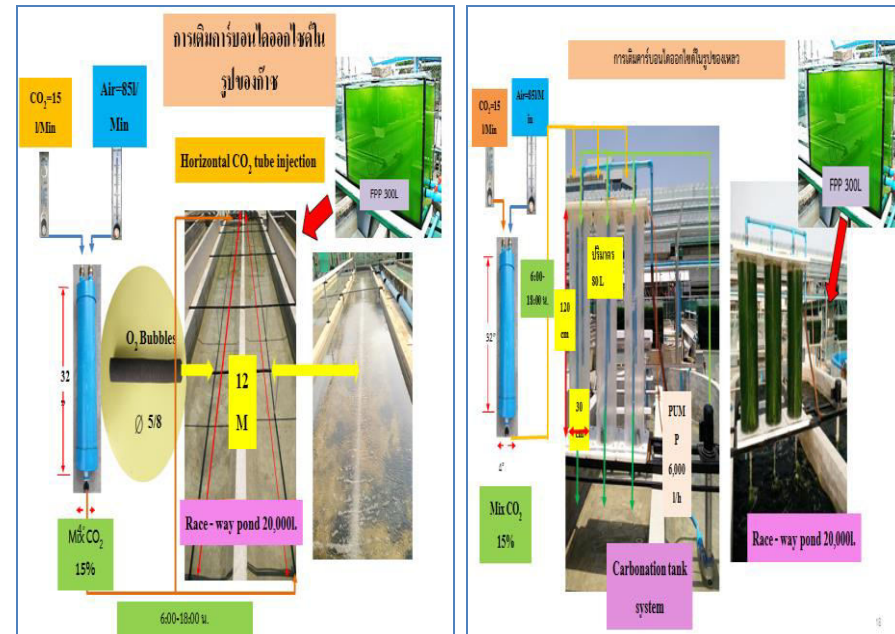 การเติมการ์บอนไดออกไซด์ใน
รูปของก๊าซ
CO₂=15
l/Min
Air=85l/
Min
Horizontal CO₂ tube injection
FPP 300L
O₂ Bubbles
Ø 5/8
32
12
M
4"
Mix CO₂
15%
Race - way pond 20,000l.
6:00-18:00 น.
การเติมคาร์บอนไดออกไซด์ในรูปของเหลว
CO₂=15
l/Min
Air=85l/M
in
FPP 300L
6:00-
18:00 น.
ปริมาตร
80 L
120
cm
32"
30
cm
PUM
P
6,000
l/h
4"
Mix CO₂
15%
Carbonation tank
system
Race - way pond 20,000l.